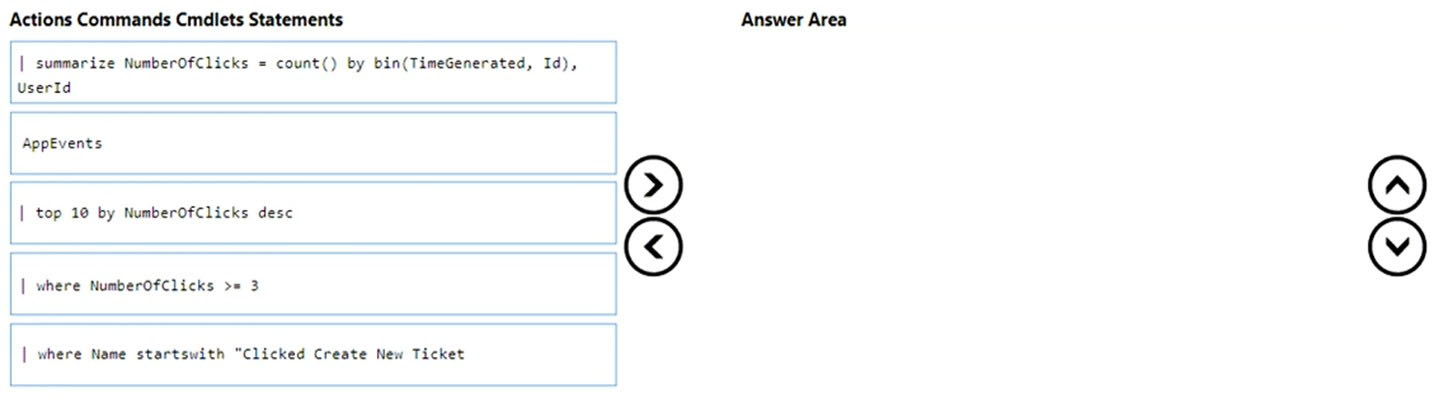 Actions Commands Cmdlets Statements
Answer Area
| summarize NumberOfClicks = count() by bin(TimeGenerated, Id),
UserId
AppEvents
| top 10 by NumberOfClicks desc
| where NumberOfClicks >= 3
| where Name startswith "Clicked Create New Ticket